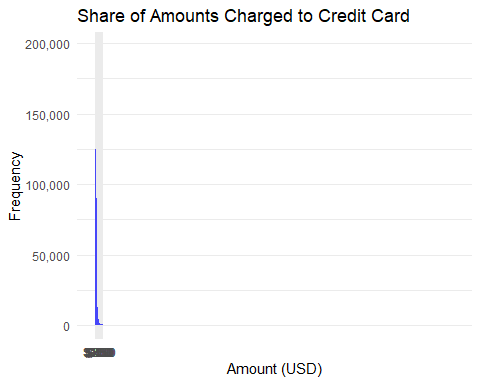 Share of Amounts Charged to Credit Card
200,000
150,000
100,000
50,000
0
Frequency
Amount (USD)